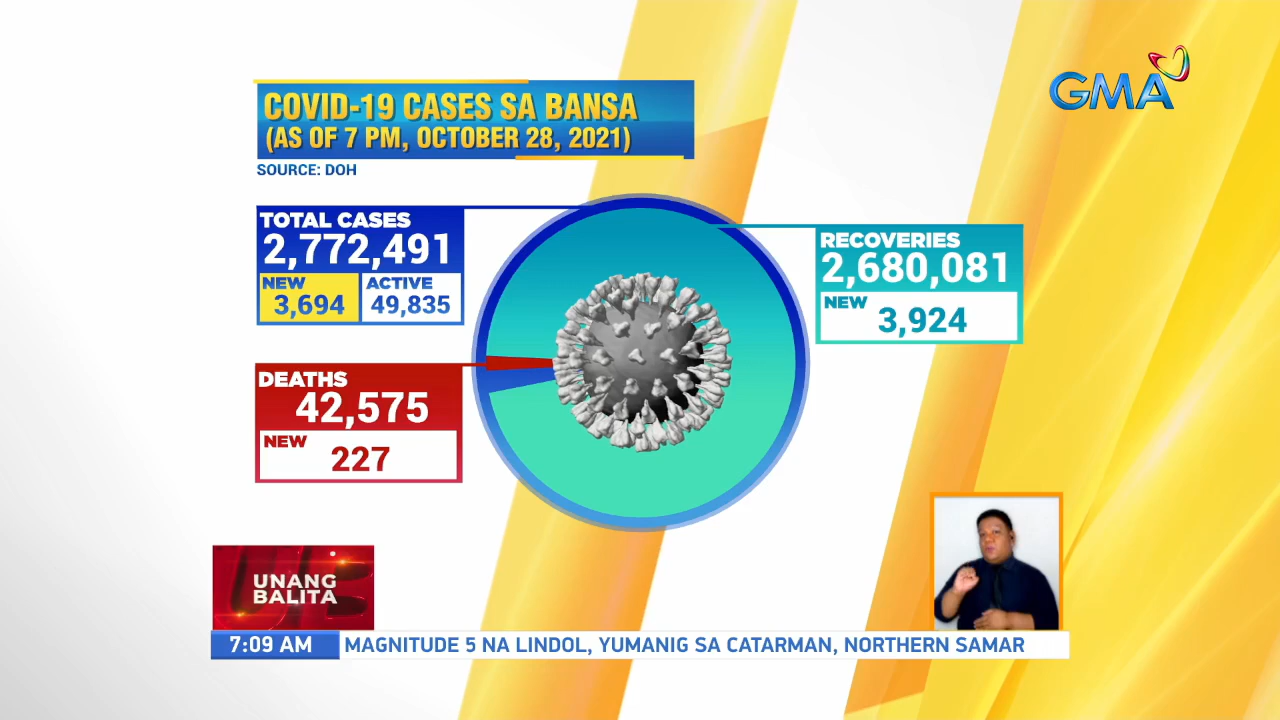 COVID-19 CASES SA BANSA
(AS OF 7 PM, OCTOBER 28, 2021)
SOURCE: DOH
GMA
TOTAL CASES
2,772,491
NEW
3,694
ACTIVE
49,835
RECOVERIES
2,680,081
NEW
3,924
DEATHS
42,575
NEW
227
UNANG
BALITA
7:09 AM
MAGNITUDE 5 NA LINDOL, YUMANIG SA CATARMAN, NORTHERN SAMAR